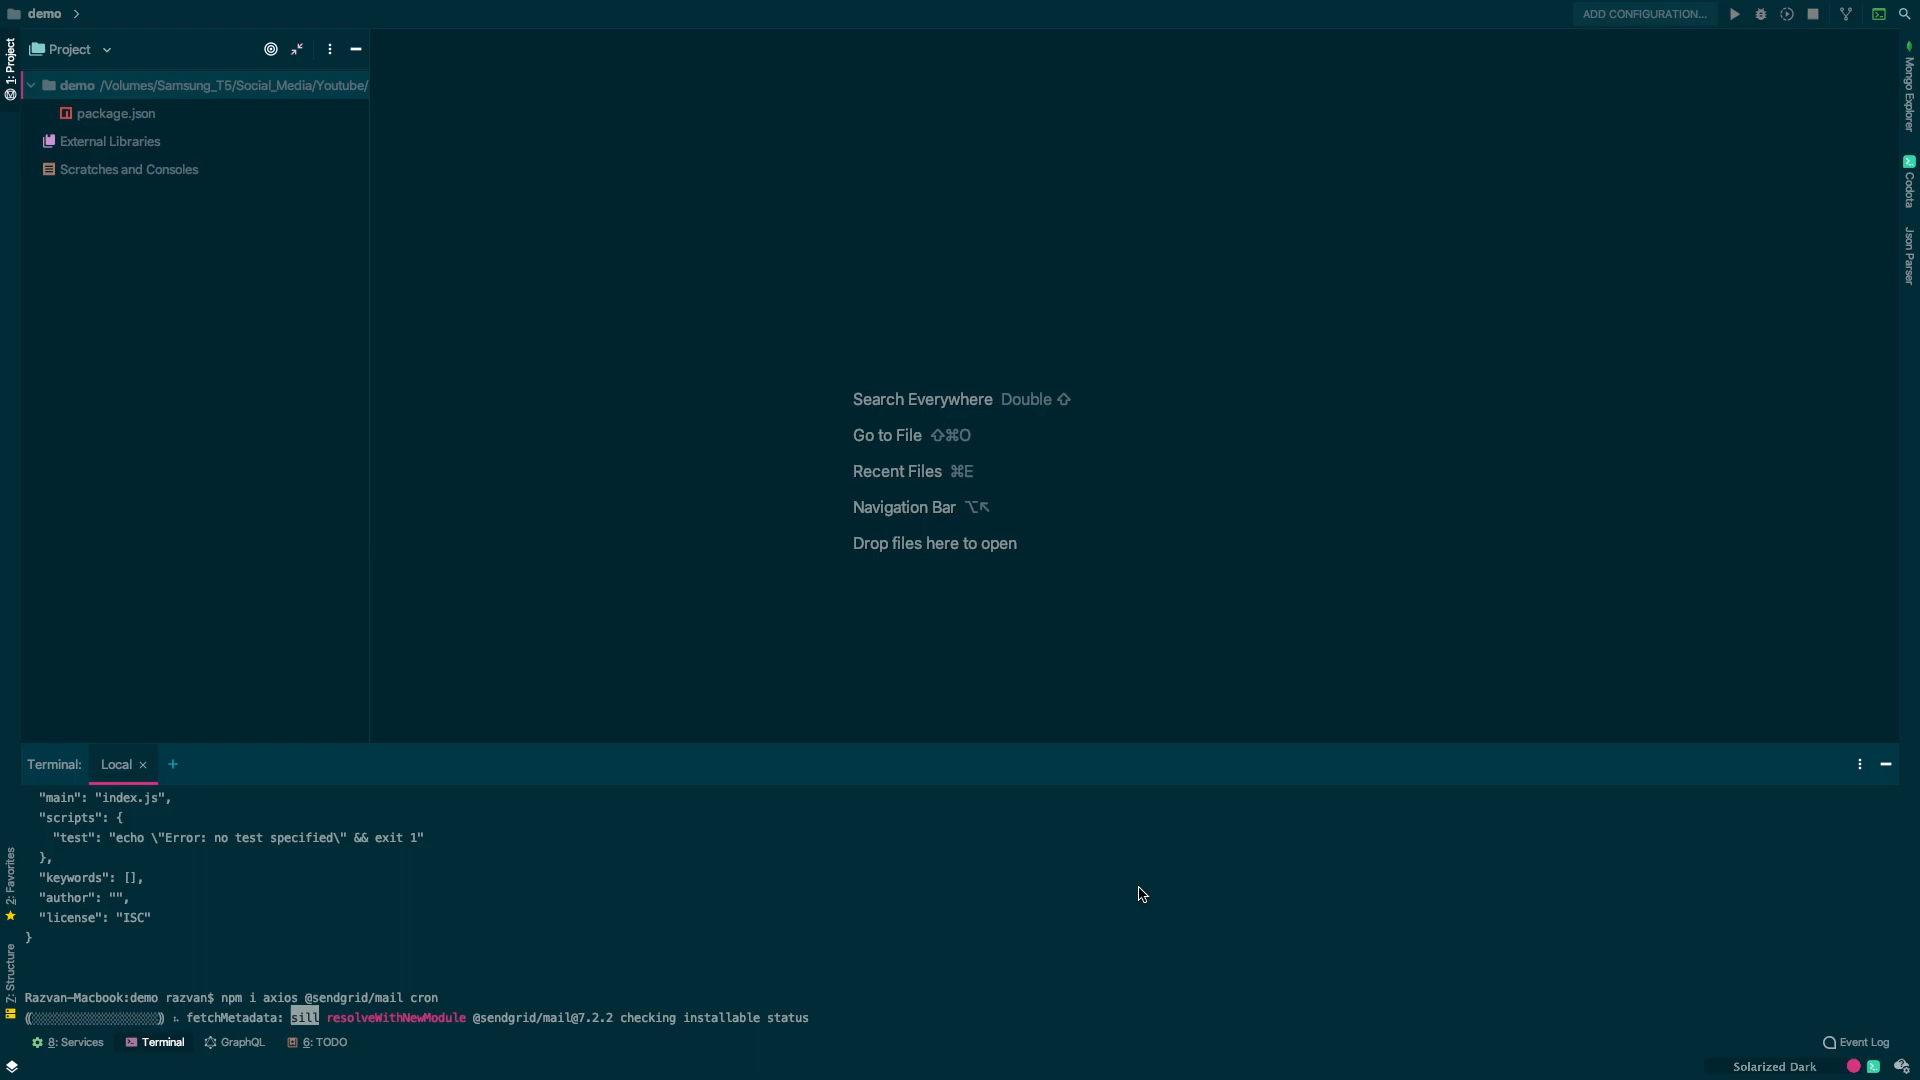 demo
ADD CONFIGURATION...
1: Project
Project
demo /Volumes/Samsung_T5/Social_Media/Youtube/
package.json
External Libraries
Scratches and Consoles
Mongo Explorer
Codota
Json Parser
Search Everywhere Double ⇧
Go to File ⇧⌘O
Recent Files ⌘E
Navigation Bar ⌥↖
Drop files here to open
Terminal: Local × +
"main": "index.js",
"scripts": {
"test": "echo \"Error: no test specified\" && exit 1"
},
"keywords": [],
"author": "",
"license": "ISC"
}
2: Favorites
7: Structure
Razvan-Macbook:demo razvan$ npm i axios @sendgrid/mail cron
fetchMetadata: sill resolveWithNewModule @sendgrid/mail@7.2.2 checking installable status
8: Services
Terminal
GraphQL
6: TODO
Event Log
Solarized Dark